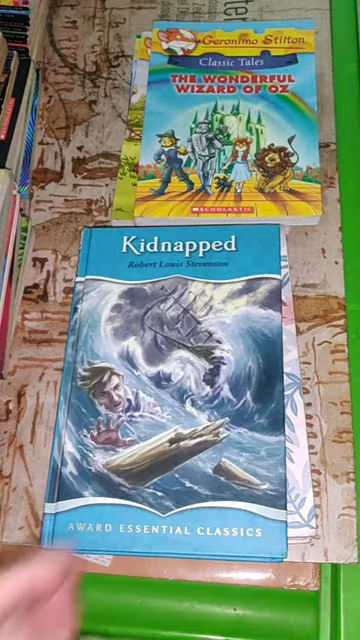 Geronimo Stilton
Classic Tales
THE WONDERFUL
WIZARD OF OZ
SCHOLASTIC
Kidnapped
Robert Louis Stevenson
AWARD ESSENTIAL CLASSICS